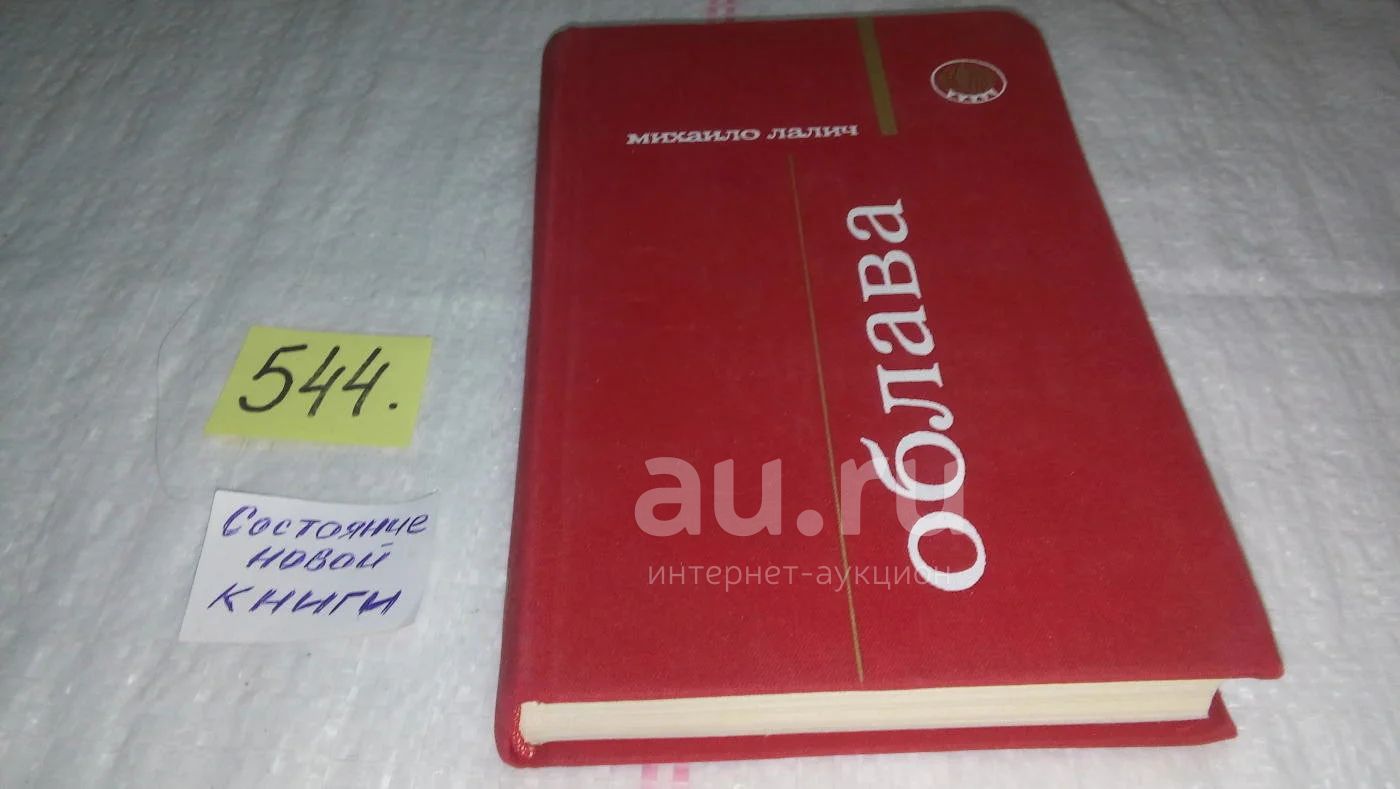 михаило лалич
облава
544.
Состояние
новой
книги
au.ru
интернет-аукцион